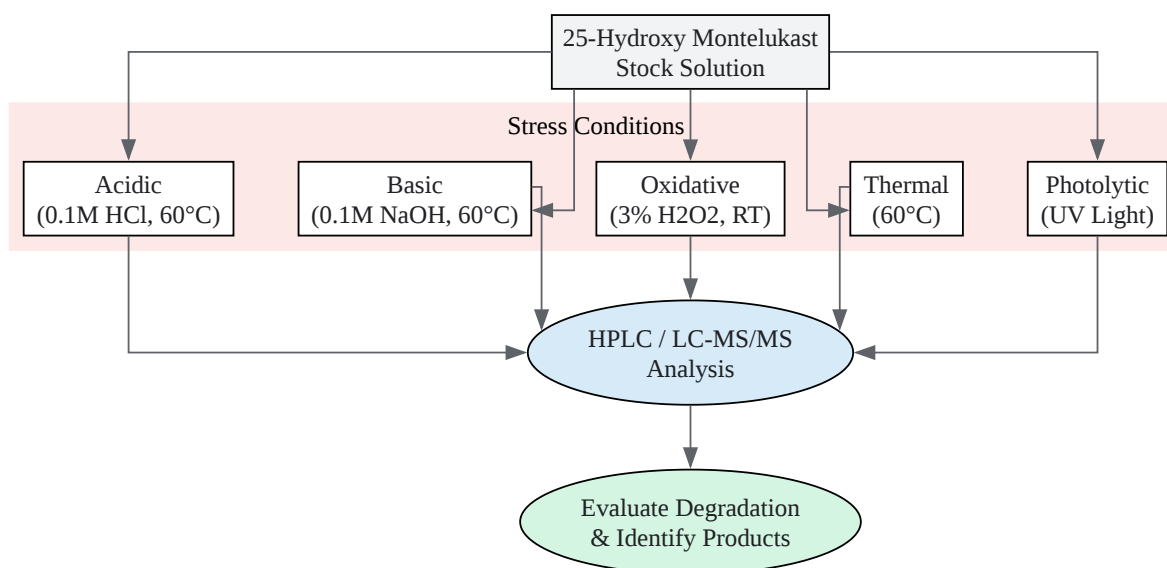 25-Hydroxy Montelukast
Stock Solution
Stress Conditions
Acidic
(0.1M HCl, 60°C)
Basic
(0.1M NaOH, 60°C)
Oxidative
(3% H2O2, RT)
Thermal
(60°C)
Photolytic
(UV Light)
HPLC / LC-MS/MS
Analysis
Evaluate Degradation
& Identify Products